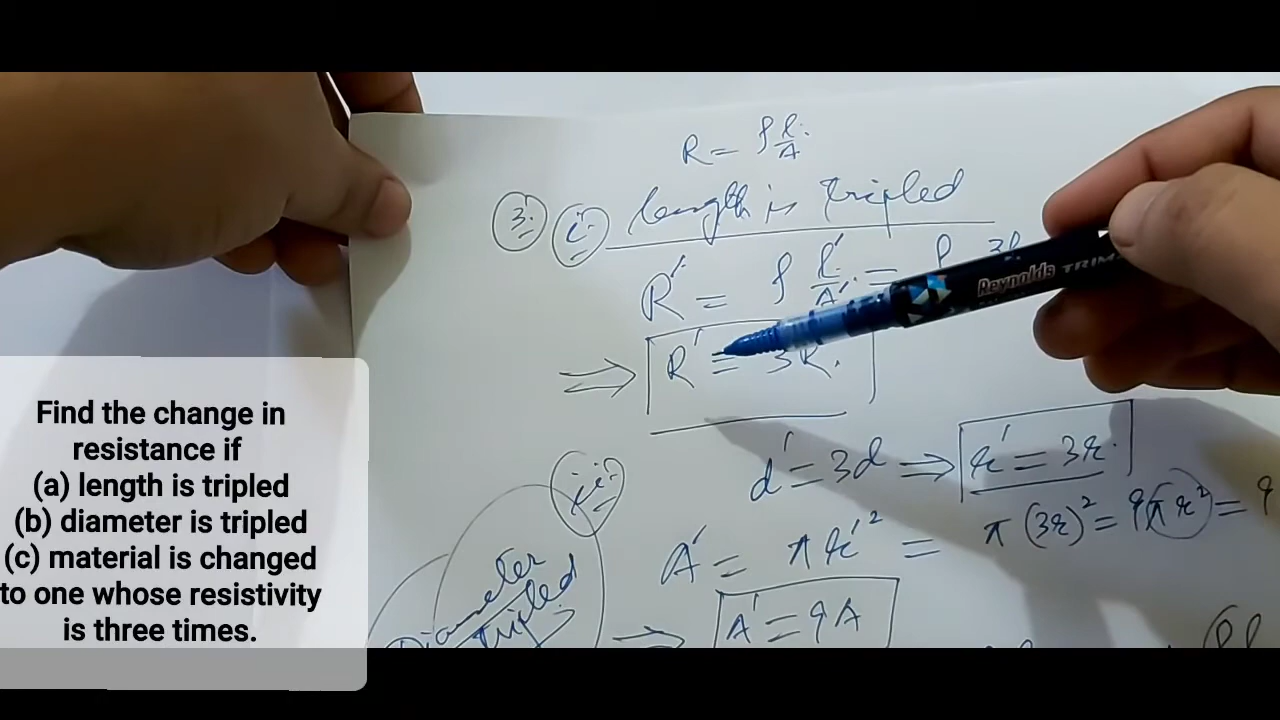 R = ρ l/A
3. i. length is tripled
R' = ρ l'/A' = ρ 3l
⇒ R' = 3R.
ii. d' = 3d ⇒ r' = 3r.
A' = πr'² = π(3r)² = 9πr² = 9
Diameter
Tripled
⇒ A' = 9A
Reynolds TRIM
Find the change in
resistance if
(a) length is tripled
(b) diameter is tripled
(c) material is changed
to one whose resistivity
is three times.